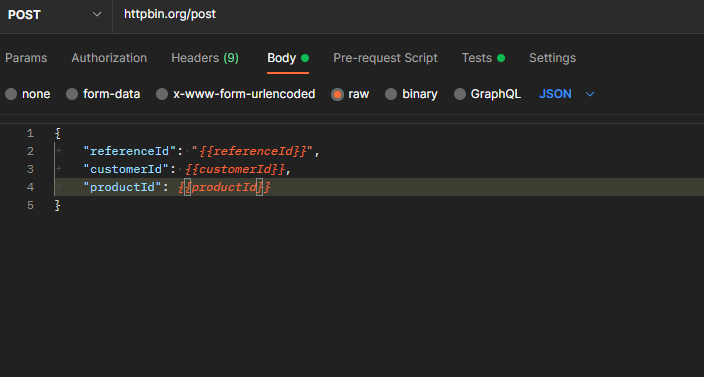 POST httpbin.org/post
Params Authorization Headers (9) Body Pre-request Script Tests Settings
none form-data x-www-form-urlencoded raw binary GraphQL JSON
1 {
2 "referenceId": "{{referenceId}}",
3 "customerId": {{customerId}},
4 "productId": {{productId}}
5 }